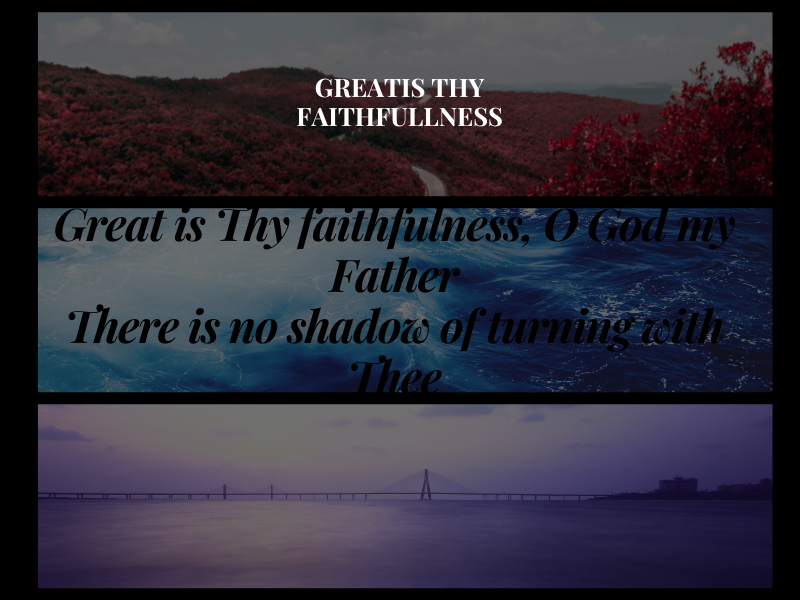 GREATIS THY
FAITHFULLNESS
Great is Thy faithfulness, O God my
Father
There is no shadow of turning with
Thee